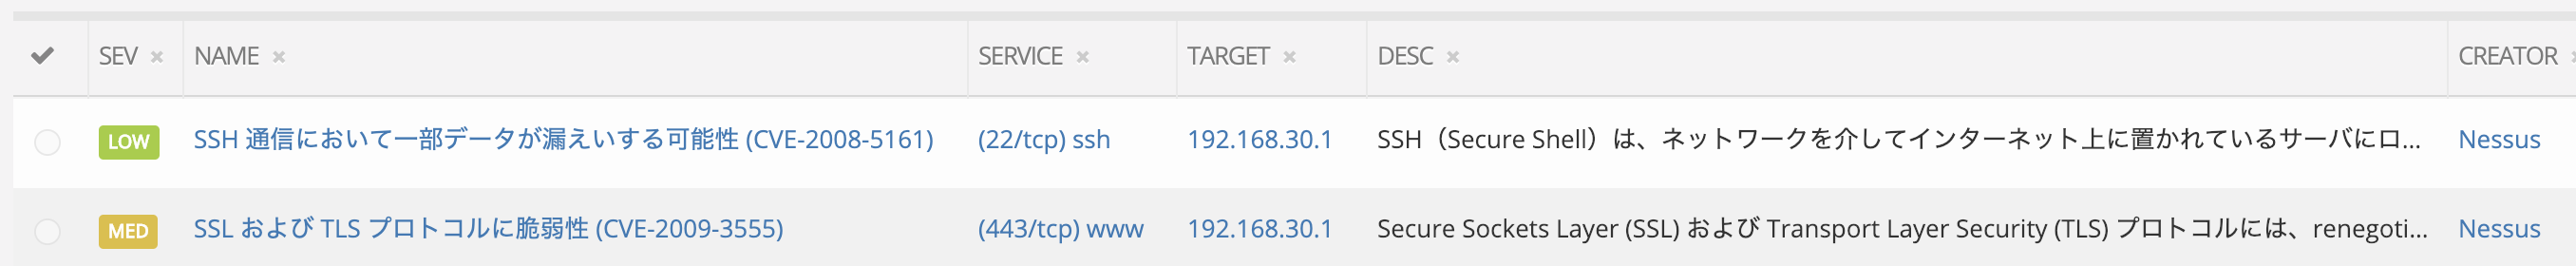 SEV NAME SERVICE TARGET DESC CREATOR
LOW SSH 通信において一部データが漏えいする可能性 (CVE-2008-5161) (22/tcp) ssh 192.168.30.1 SSH（Secure Shell）は、ネットワークを介してインターネット上に置かれているサーバにロ... Nessus
MED SSL および TLS プロトコルに脆弱性 (CVE-2009-3555) (443/tcp) www 192.168.30.1 Secure Sockets Layer (SSL) および Transport Layer Security (TLS) プロトコルには、renegoti... Nessus